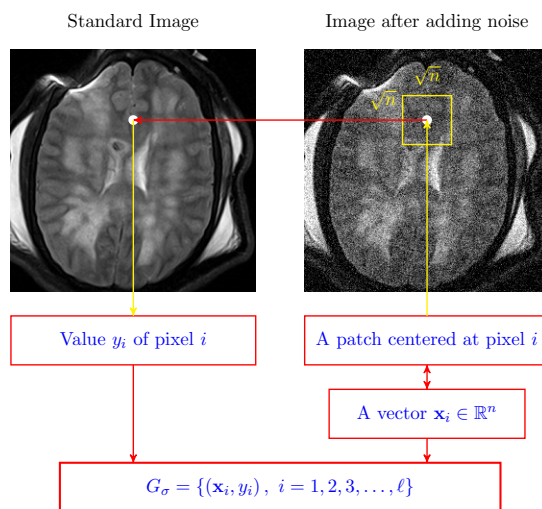 Standard Image
Image after adding noise
√n
√n
Value yᵢ of pixel i
A patch centered at pixel i
A vector 𝐱ᵢ ∈ ℝⁿ
G_σ = {(𝐱ᵢ, yᵢ), i = 1, 2, 3, . . . , ℓ}